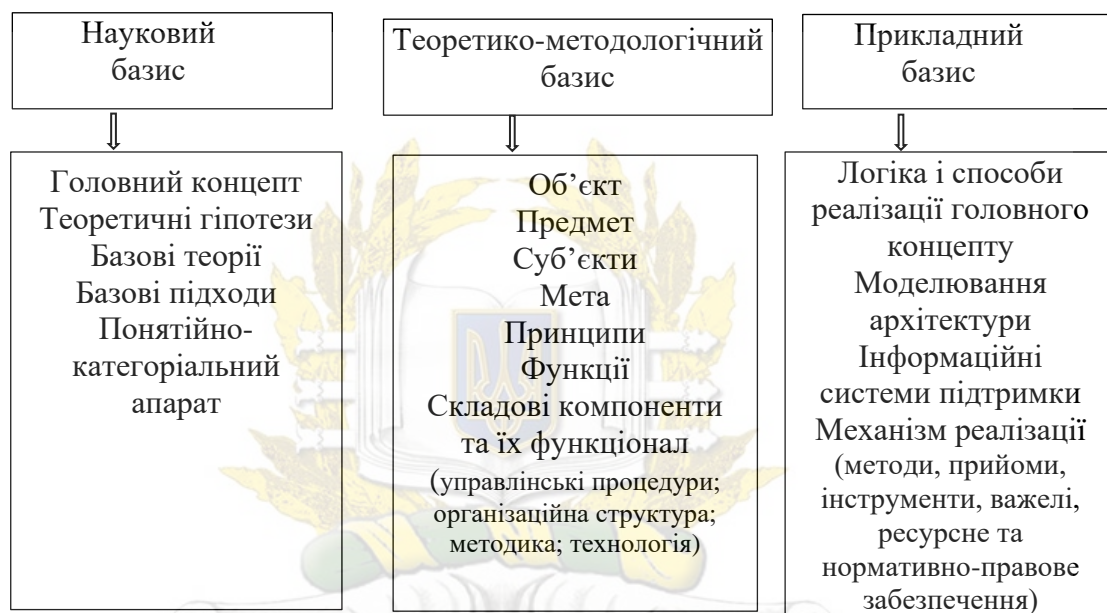 Науковий
базис
Теоретико-методологічний
базис
Прикладний
базис
Головний концепт
Теоретичні гіпотези
Базові теорії
Базові підходи
Понятійно-
категоріальний
апарат
Об’єкт
Предмет
Суб’єкти
Мета
Принципи
Функції
Складові компоненти
та їх функціонал
(управлінські процедури;
організаційна структура;
методика; технологія)
Логіка і способи
реалізації головного
концепту
Моделювання
архітектури
Інформаційні
системи підтримки
Механізм реалізації
(методи, прийоми,
інструменти, важелі,
ресурсне та
нормативно-правове
забезпечення)